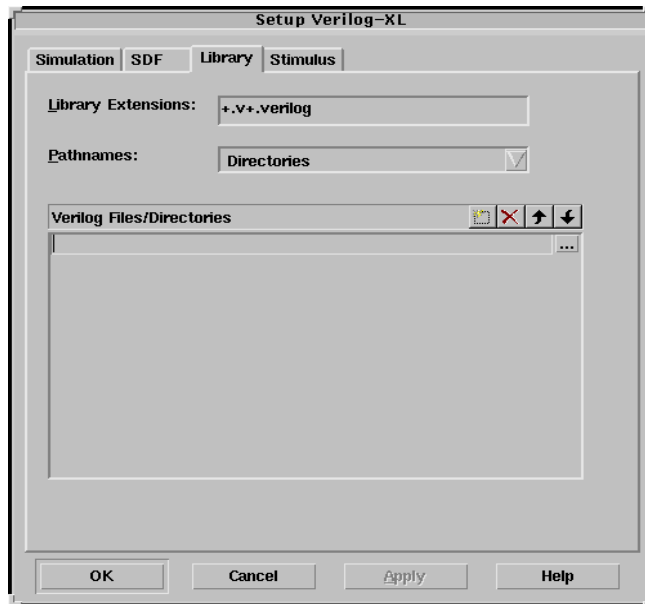 Setup Verilog-XL
Simulation SDF Library Stimulus
Library Extensions: +.v+.verilog
Pathnames: Directories
Verilog Files/Directories
...
OK Cancel Apply Help